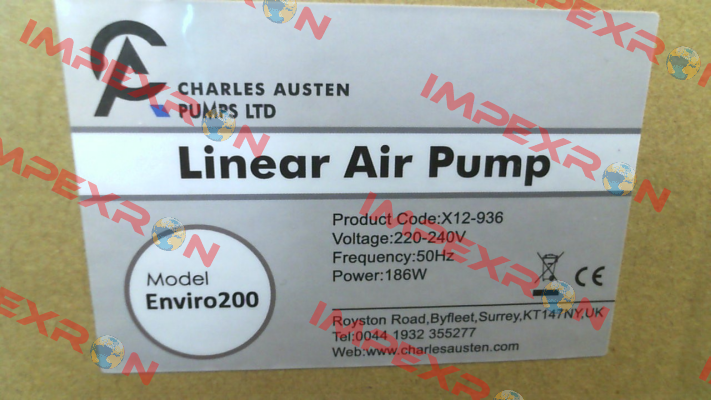 CHARLES AUSTEN
PUMPS LTD
Linear Air Pump
Model
Enviro200
Product Code:X12-936
Voltage:220-240V
Frequency:50Hz
Power:186W
CE
Royston Road,Byfleet,Surrey,KT147NY,UK
Tel:0044 1932 355277
Web:www.charlesausten.com
IMPEXRON
IMPEXRON
IMPEXRON
IMPEXRON
IMPEXRON
IMPEXRON